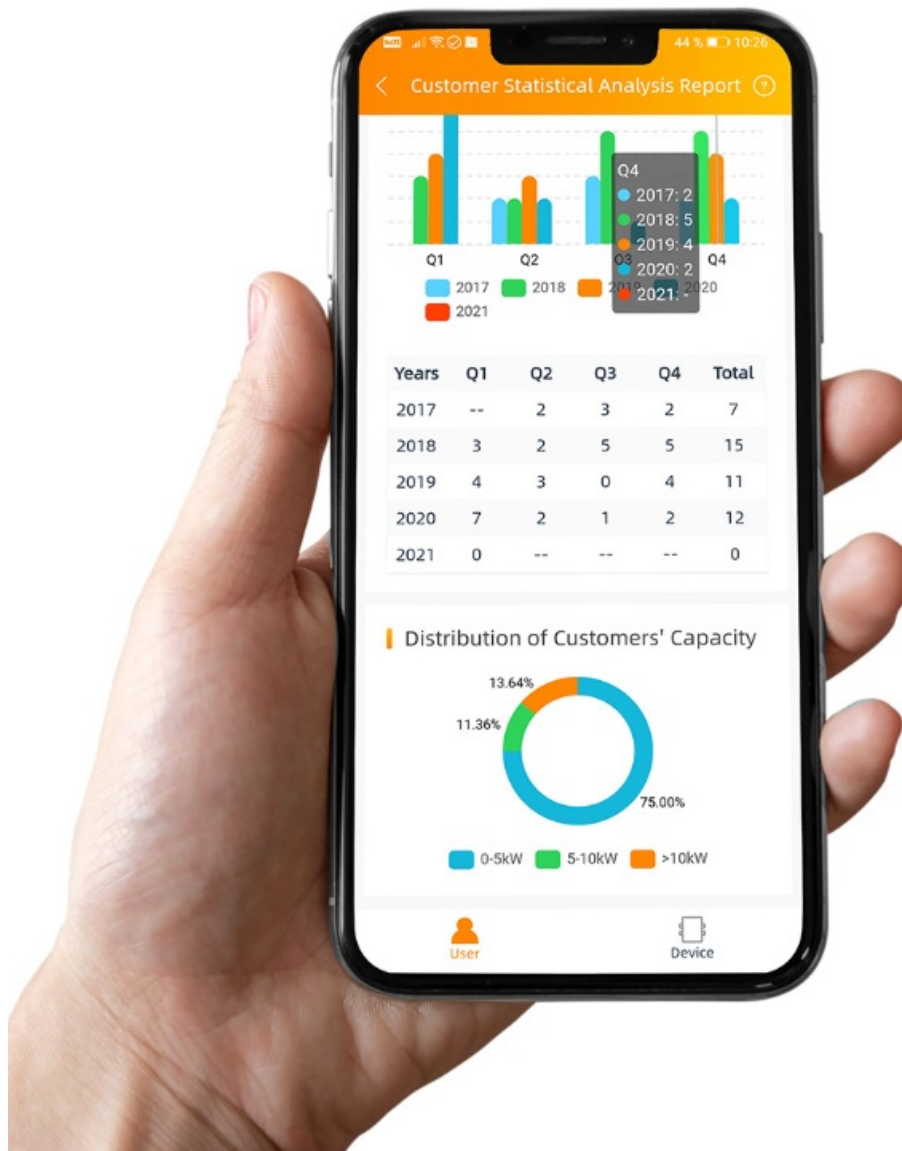 44 % 10:26
Customer Statistical Analysis Report ?
Q4
2017: 2
2018: 5
2019: 4
2020: 2
2021: -
Q1 Q2 Q3 Q4
2017 2018 2019 2020
2021
Years Q1 Q2 Q3 Q4 Total
2017 -- 2 3 2 7
2018 3 2 5 5 15
2019 4 3 0 4 11
2020 7 2 1 2 12
2021 0 -- -- -- 0
Distribution of Customers' Capacity
13.64%
11.36%
75.00%
0-5kW 5-10kW >10kW
User Device